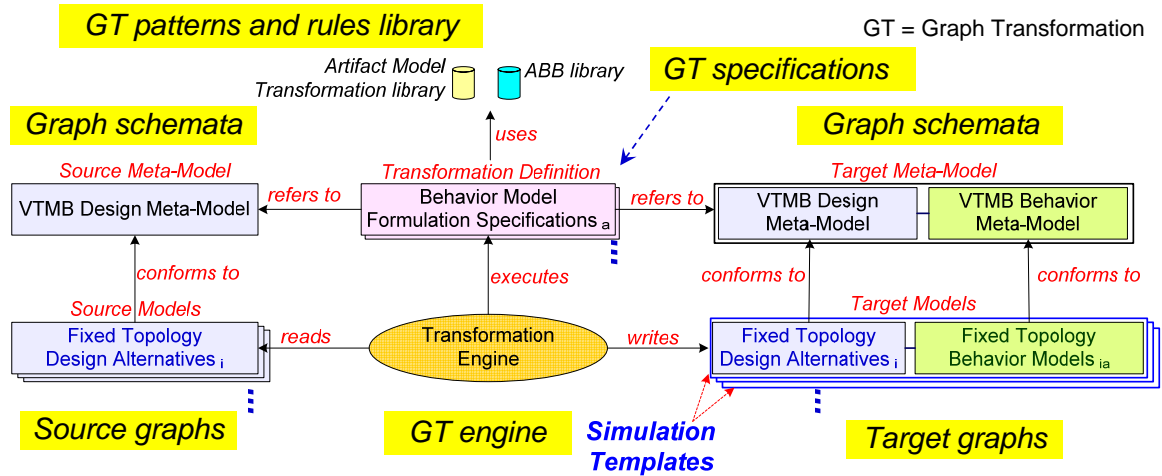 GT patterns and rules library
GT = Graph Transformation
Artifact Model
Transformation library
ABB library
GT specifications
Graph schemata
uses
Graph schemata
Source Meta-Model
Transformation Definition
Target Meta-Model
VTMB Design Meta-Model
refers to
Behavior Model
Formulation Specifications a
refers to
VTMB Design
Meta-Model
VTMB Behavior
Meta-Model
conforms to
executes
conforms to
conforms to
Source Models
Target Models
Fixed Topology
Design Alternatives i
reads
Transformation
Engine
writes
Fixed Topology
Design Alternatives i
Fixed Topology
Behavior Models ia
Source graphs
GT engine
Simulation
Templates
Target graphs